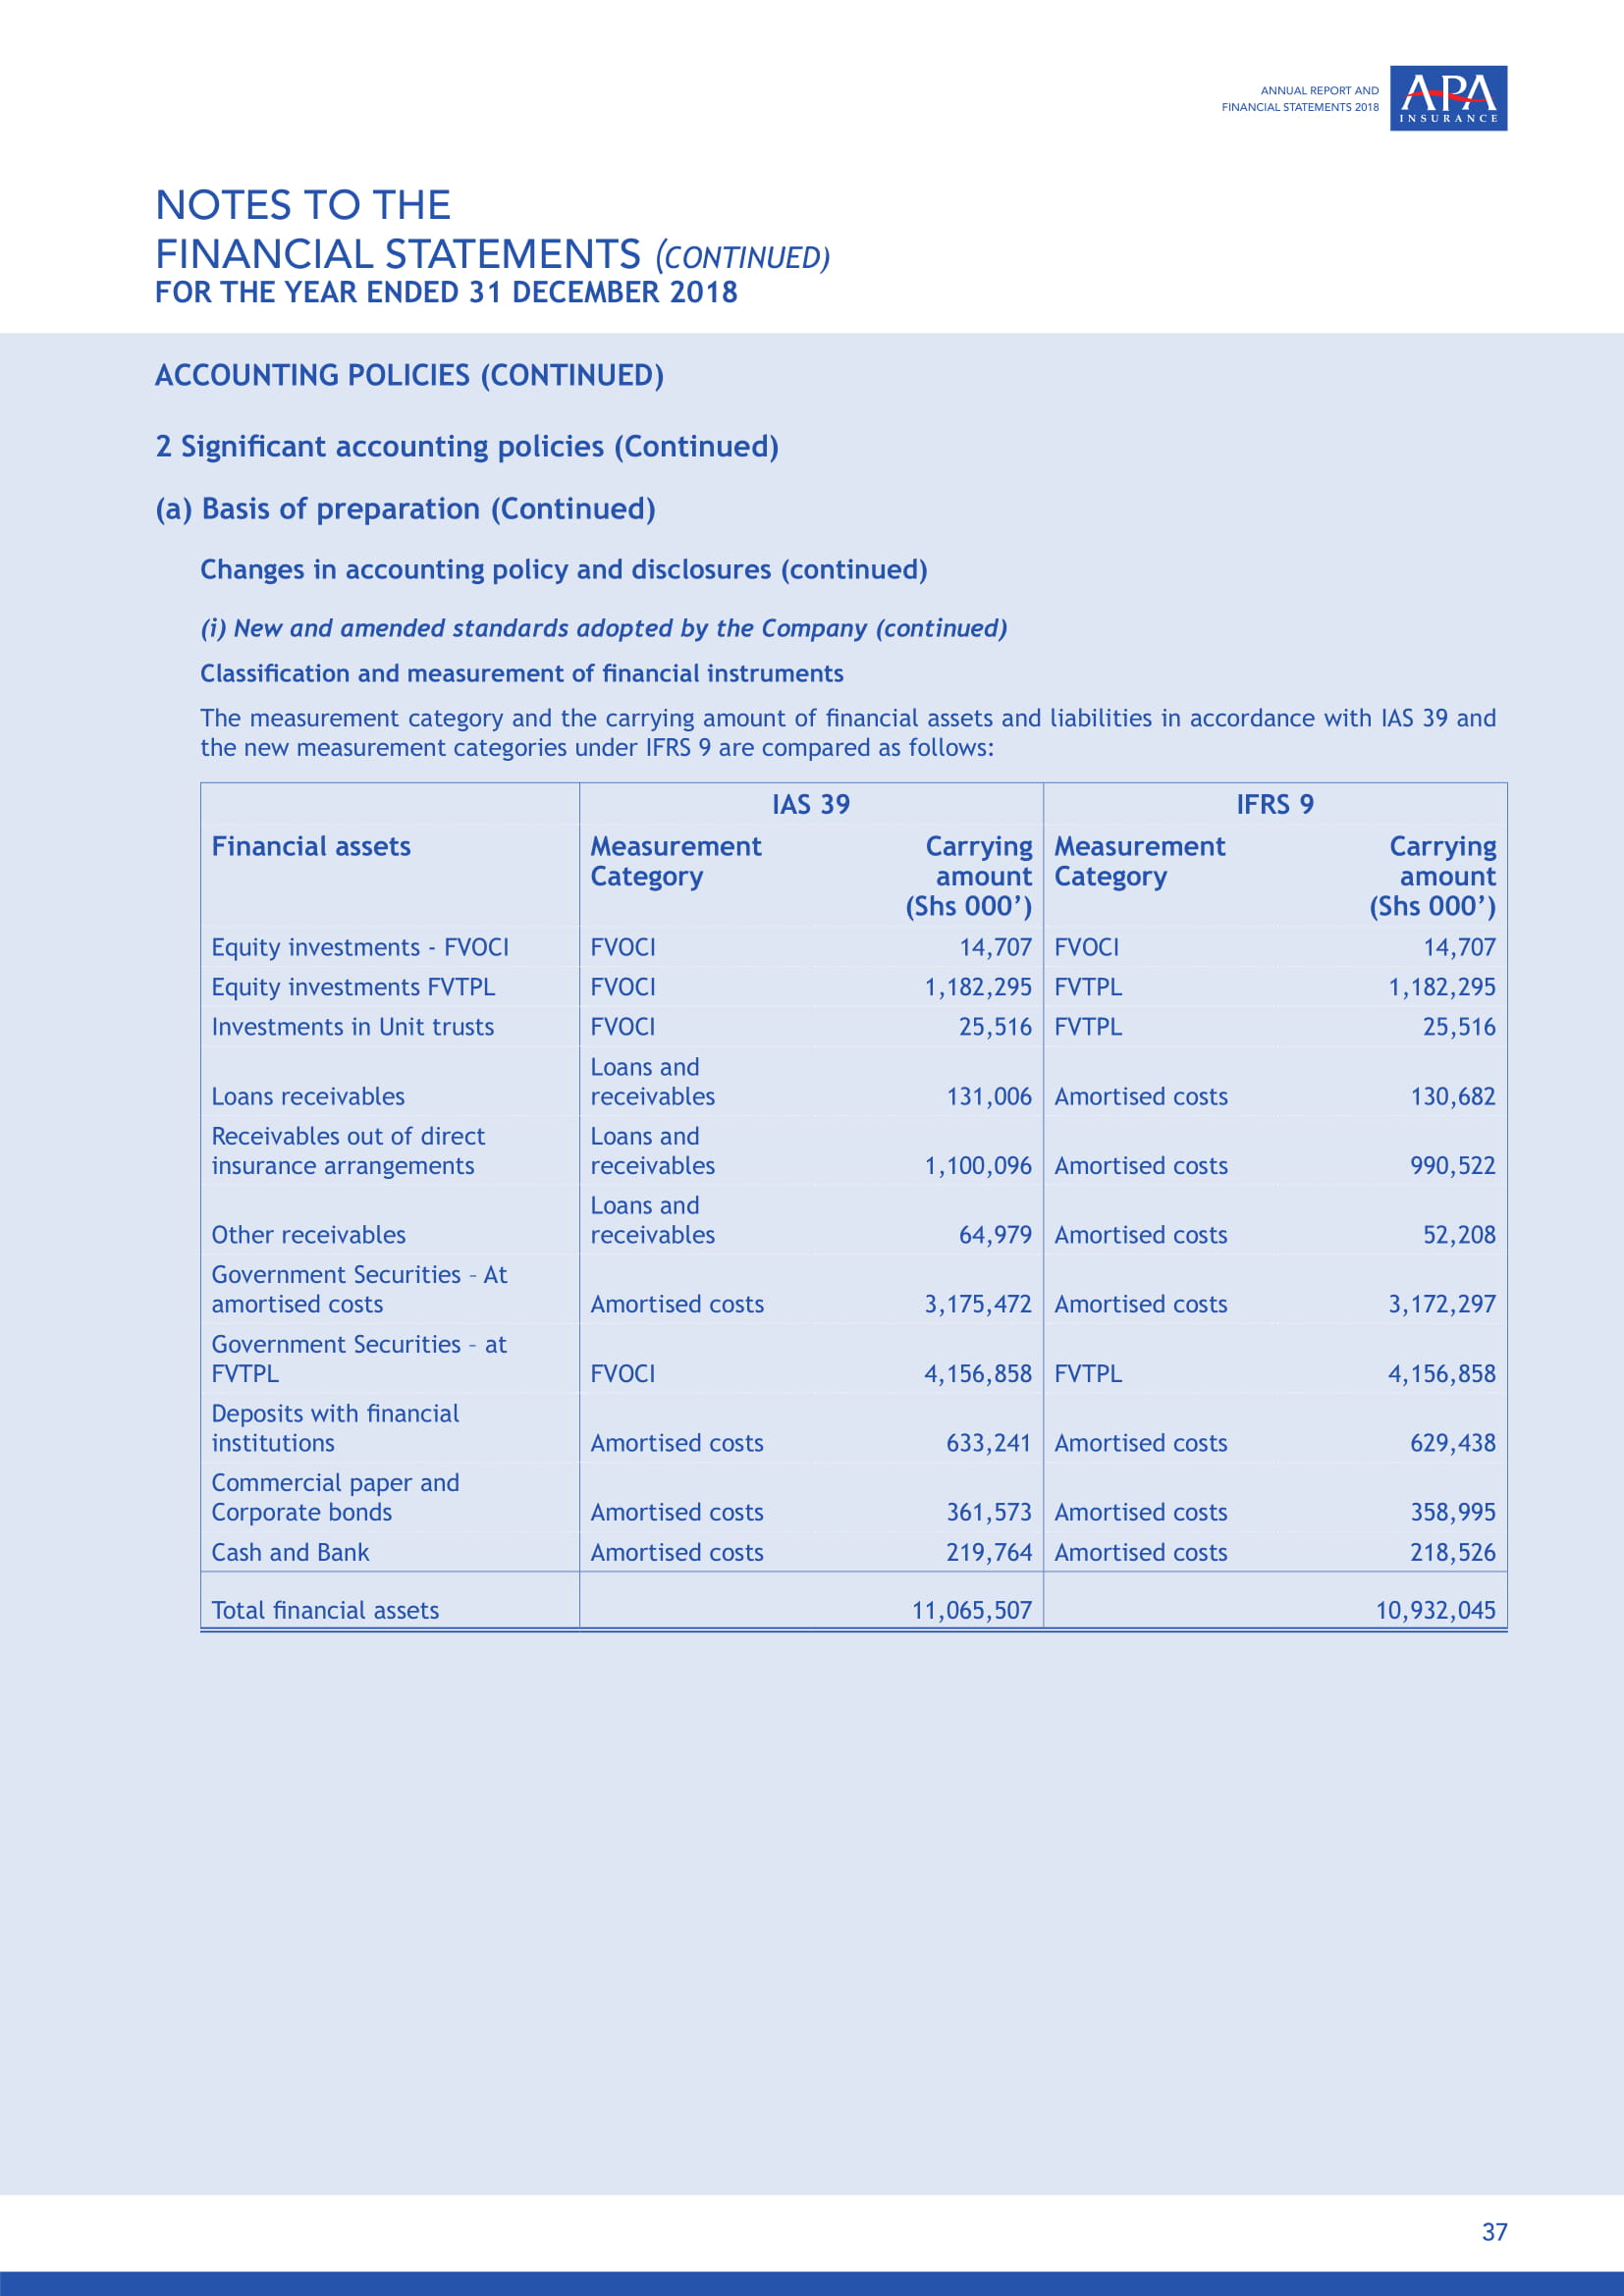 ANNUAL REPORT AND
FINANCIAL STATEMENTS 2018
APA
INSURANCE
NOTES TO THE
FINANCIAL STATEMENTS (CONTINUED)
FOR THE YEAR ENDED 31 DECEMBER 2018
ACCOUNTING POLICIES (CONTINUED)
2 Significant accounting policies (Continued)
(a) Basis of preparation (Continued)
Changes in accounting policy and disclosures (continued)
(i) New and amended standards adopted by the Company (continued)
Classification and measurement of financial instruments
The measurement category and the carrying amount of financial assets and liabilities in accordance with IAS 39 and
the new measurement categories under IFRS 9 are compared as follows:
IAS 39 IFRS 9
Financial assets Measurement Carrying Measurement Carrying
Category amount Category amount
(Shs 000’) (Shs 000’)
Equity investments - FVOCI FVOCI 14,707 FVOCI 14,707
Equity investments FVTPL FVOCI 1,182,295 FVTPL 1,182,295
Investments in Unit trusts FVOCI 25,516 FVTPL 25,516
Loans and
Loans receivables receivables 131,006 Amortised costs 130,682
Receivables out of direct Loans and
insurance arrangements receivables 1,100,096 Amortised costs 990,522
Loans and
Other receivables receivables 64,979 Amortised costs 52,208
Government Securities – At
amortised costs Amortised costs 3,175,472 Amortised costs 3,172,297
Government Securities – at
FVTPL FVOCI 4,156,858 FVTPL 4,156,858
Deposits with financial
institutions Amortised costs 633,241 Amortised costs 629,438
Commercial paper and
Corporate bonds Amortised costs 361,573 Amortised costs 358,995
Cash and Bank Amortised costs 219,764 Amortised costs 218,526
Total financial assets 11,065,507 10,932,045
37